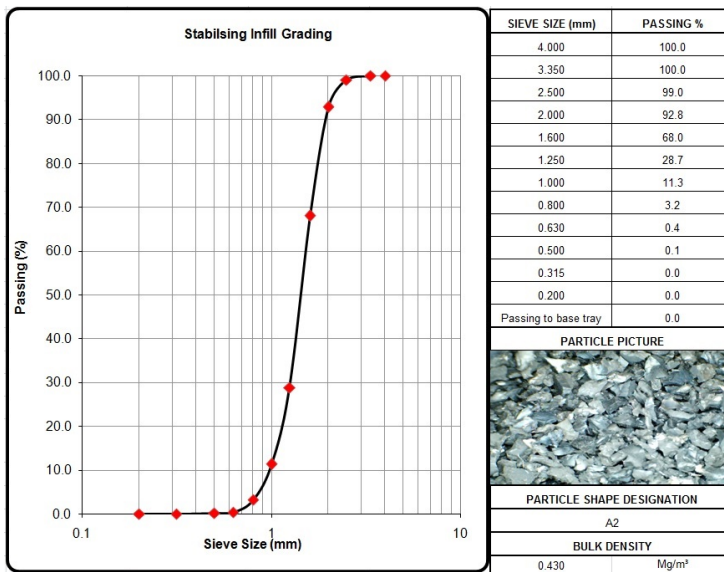 Stabilsing Infill Grading
100.0
90.0
80.0
70.0
60.0
50.0
40.0
30.0
20.0
10.0
0.0
Passing (%)
0.1 1 10
Sieve Size (mm)
SIEVE SIZE (mm) PASSING %
4.000 100.0
3.350 100.0
2.500 99.0
2.000 92.8
1.600 68.0
1.250 28.7
1.000 11.3
0.800 3.2
0.630 0.4
0.500 0.1
0.315 0.0
0.200 0.0
Passing to base tray 0.0
PARTICLE PICTURE
PARTICLE SHAPE DESIGNATION
A2
BULK DENSITY
0.430 Mg/m³